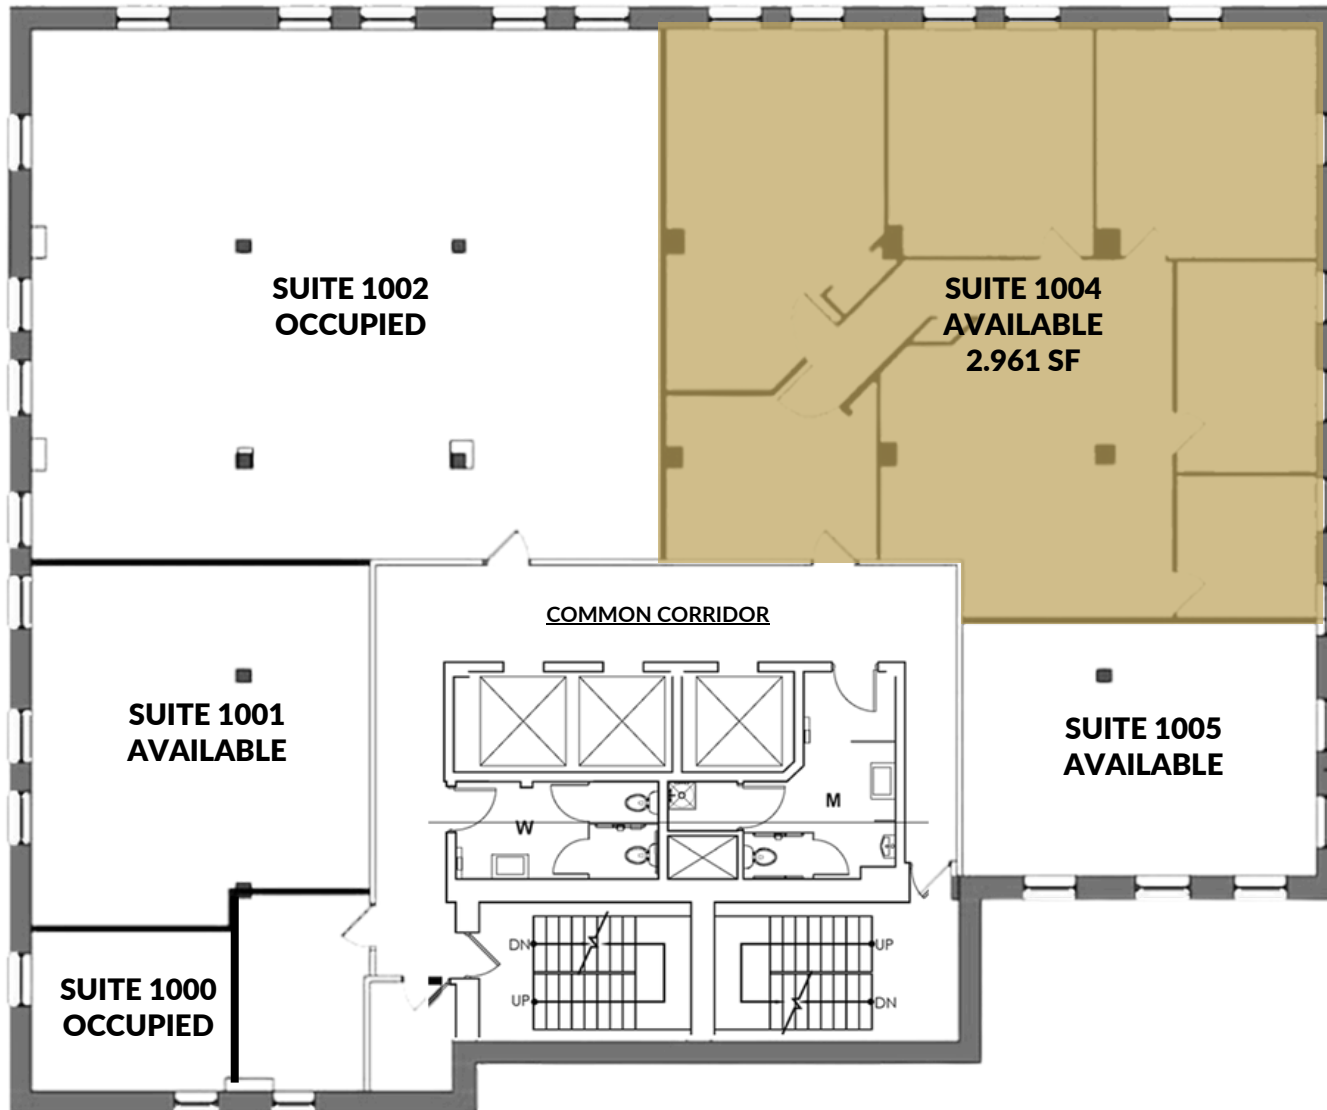 SUITE 1002
OCCUPIED
SUITE 1004
AVAILABLE
2.961 SF
COMMON CORRIDOR
SUITE 1001
AVAILABLE
SUITE 1005
AVAILABLE
W
M
DN
UP
UP
DN
SUITE 1000
OCCUPIED